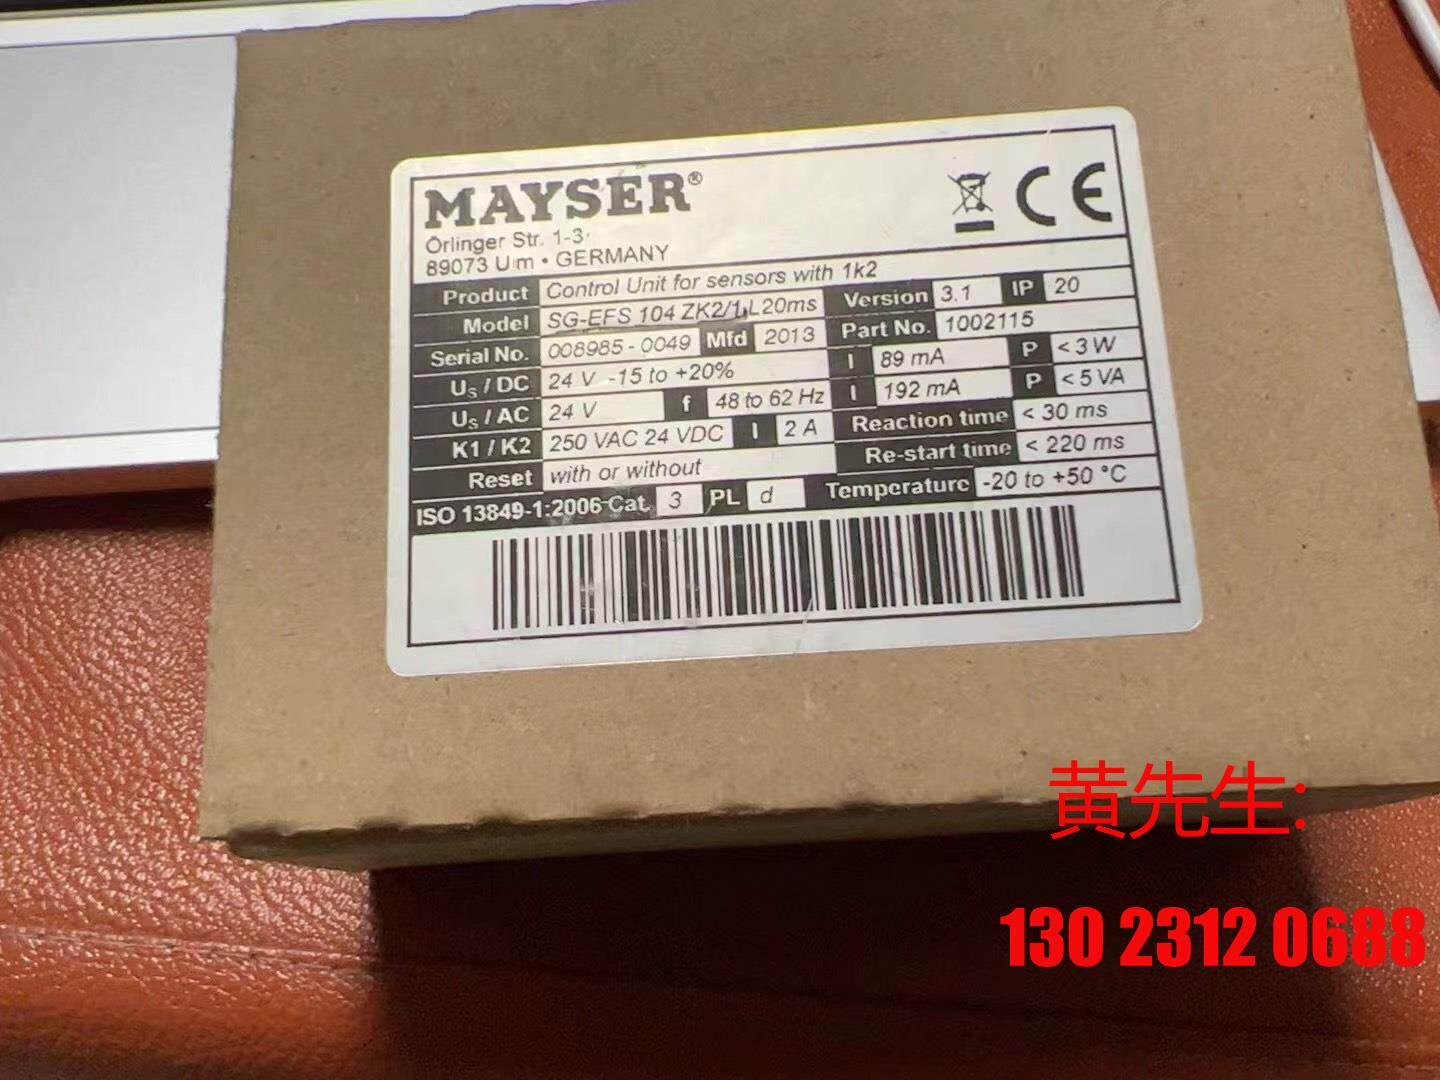 MAYSER®
Örlinger Str. 1-3
89073 Ulm • GERMANY
CE
Product Control Unit for sensors with 1k2
Model SG-EFS 104 ZK2/1 L20ms Version 3.1 IP 20
Serial No. 008985-0049 Mfd 2013 Part No. 1002115
US / DC 24 V -15 to +20% I 89 mA P <3 W
US / AC 24 V f 48 to 62 Hz I 192 mA P <5 VA
K1 / K2 250 VAC 24 VDC I 2 A Reaction time < 30 ms
Reset with or without Re-start time < 220 ms
ISO 13849-1:2006 Cat. 3 PL d Temperature -20 to +50 °C
黄先生:
130 2312 0688